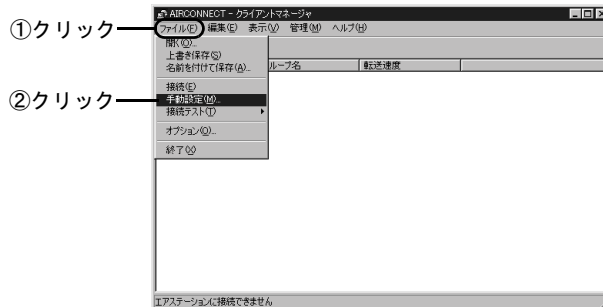 AIRCONNECT - クライアントマネージャ
①クリック
ファイル(F) 編集(E) 表示(V) 管理(M) ヘルプ(H)
開く(O)...
上書き保存(S)
名前を付けて保存(A)...
ループ名 転送速度
接続(E)
②クリック
手動設定(M)...
接続テスト(T)
オプション(O)...
終了(X)
エアステーションに接続できません